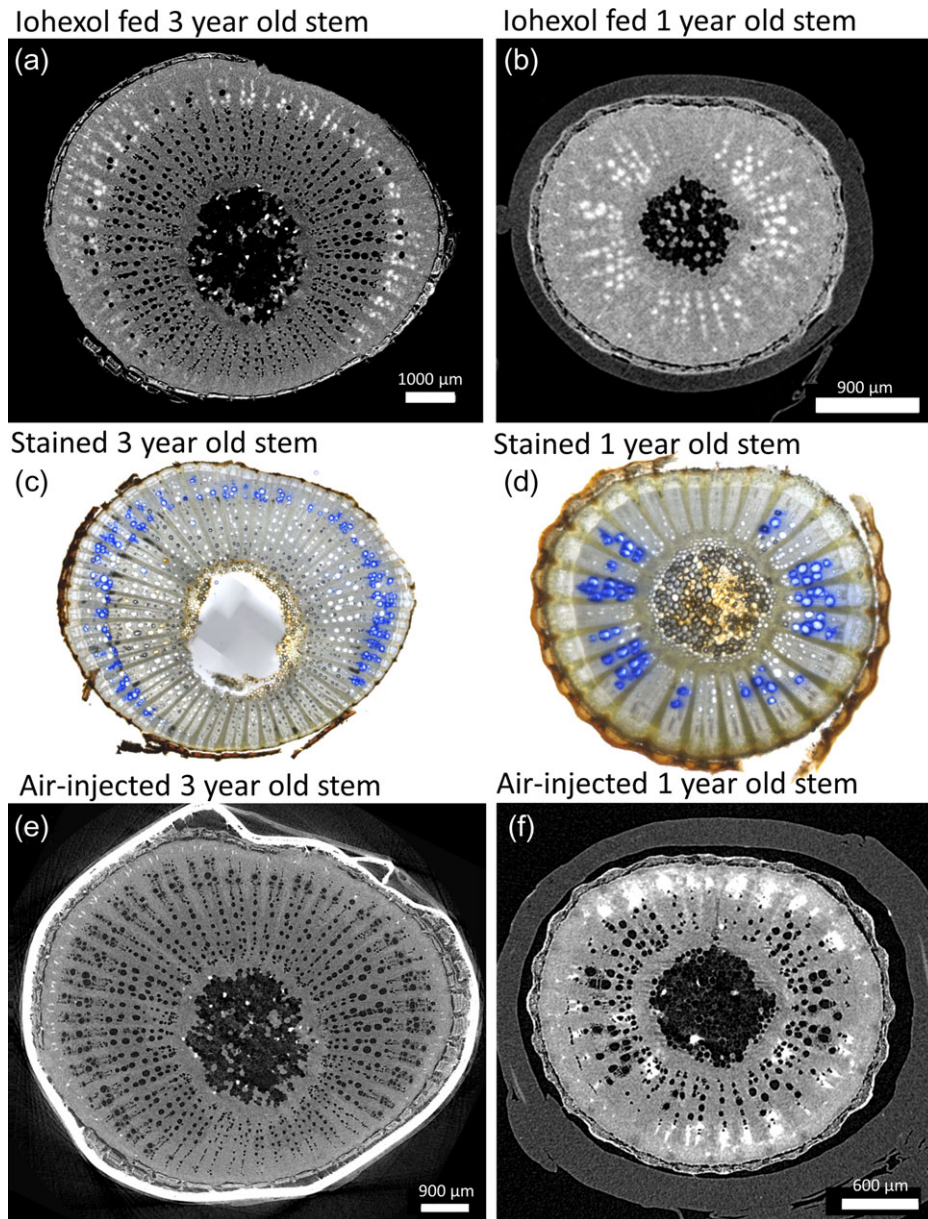 Iohexol fed 3 year old stem
Iohexol fed 1 year old stem
(a)
(b)
1000 µm
900 µm
Stained 3 year old stem
Stained 1 year old stem
(c)
(d)
Air-injected 3 year old stem
Air-injected 1 year old stem
(e)
(f)
900 µm
600 µm